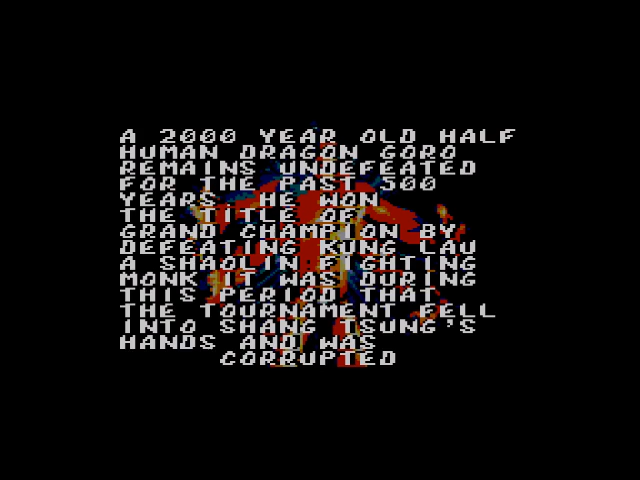 A 2000 YEAR OLD HALF
HUMAN DRAGON GORO
REMAINS UNDEFEATED
FOR THE PAST 500
YEARS HE WON
THE TITLE OF
GRAND CHAMPION BY
DEFEATING KUNG LAU
A SHAOLIN FIGHTING
MONK IT WAS DURING
THIS PERIOD THAT
THE TOURNAMENT FELL
INTO SHANG TSUNG'S
HANDS AND WAS
CORRUPTED